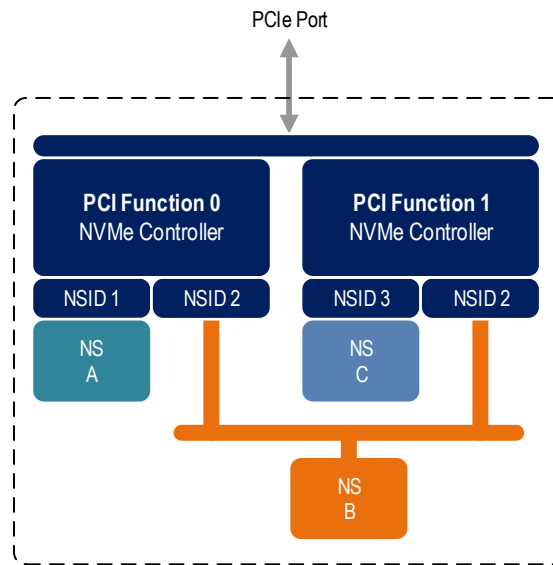 PCIe Port
PCI Function 0
NVMe Controller
PCI Function 1
NVMe Controller
NSID 1
NSID 2
NSID 3
NSID 2
NS
A
NS
C
NS
B